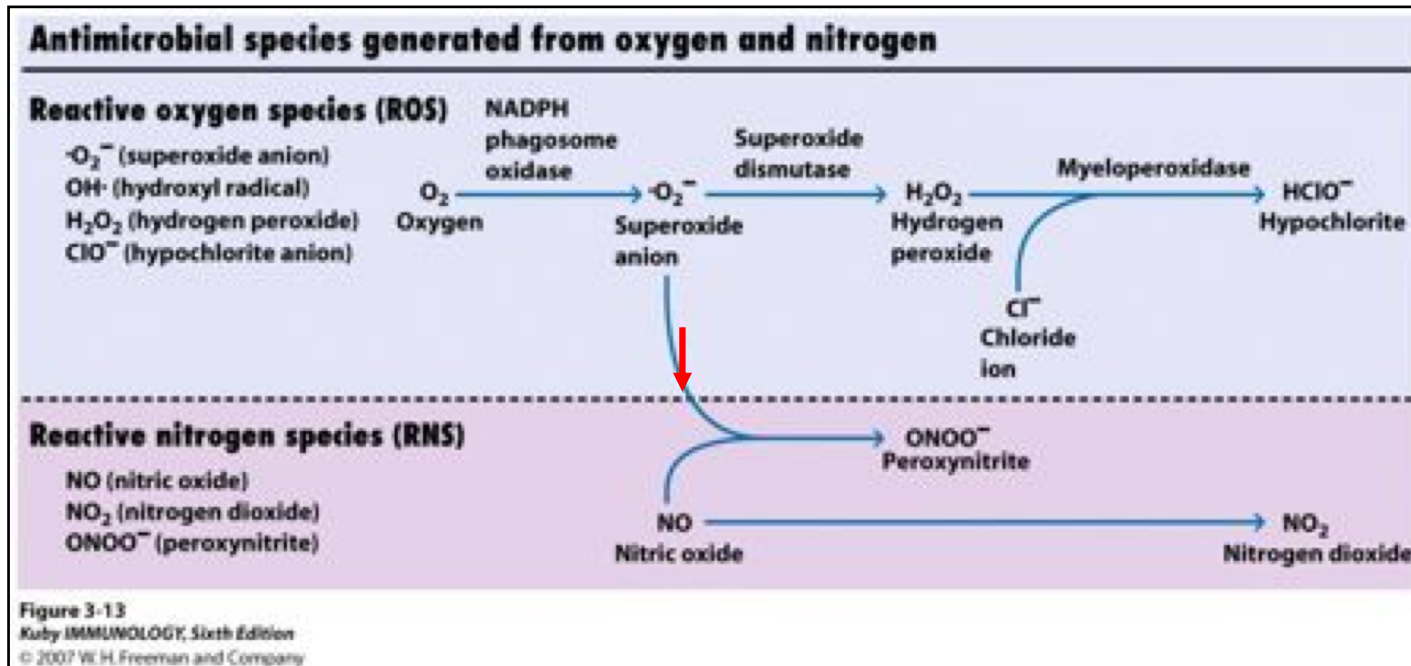 Antimicrobial species generated from oxygen and nitrogen
Reactive oxygen species (ROS)
·O₂⁻ (superoxide anion)
OH· (hydroxyl radical)
H₂O₂ (hydrogen peroxide)
ClO⁻ (hypochlorite anion)
O₂
Oxygen
NADPH
phagosome
oxidase
·O₂⁻
Superoxide
anion
Superoxide
dismutase
H₂O₂
Hydrogen
peroxide
Myeloperoxidase
Cl⁻
Chloride
ion
HClO⁻
Hypochlorite
Reactive nitrogen species (RNS)
NO (nitric oxide)
NO₂ (nitrogen dioxide)
ONOO⁻ (peroxynitrite)
ONOO⁻
Peroxynitrite
NO
Nitric oxide
NO₂
Nitrogen dioxide
Figure 3-13
Kuby IMMUNOLOGY, Sixth Edition
© 2007 W. H. Freeman and Company